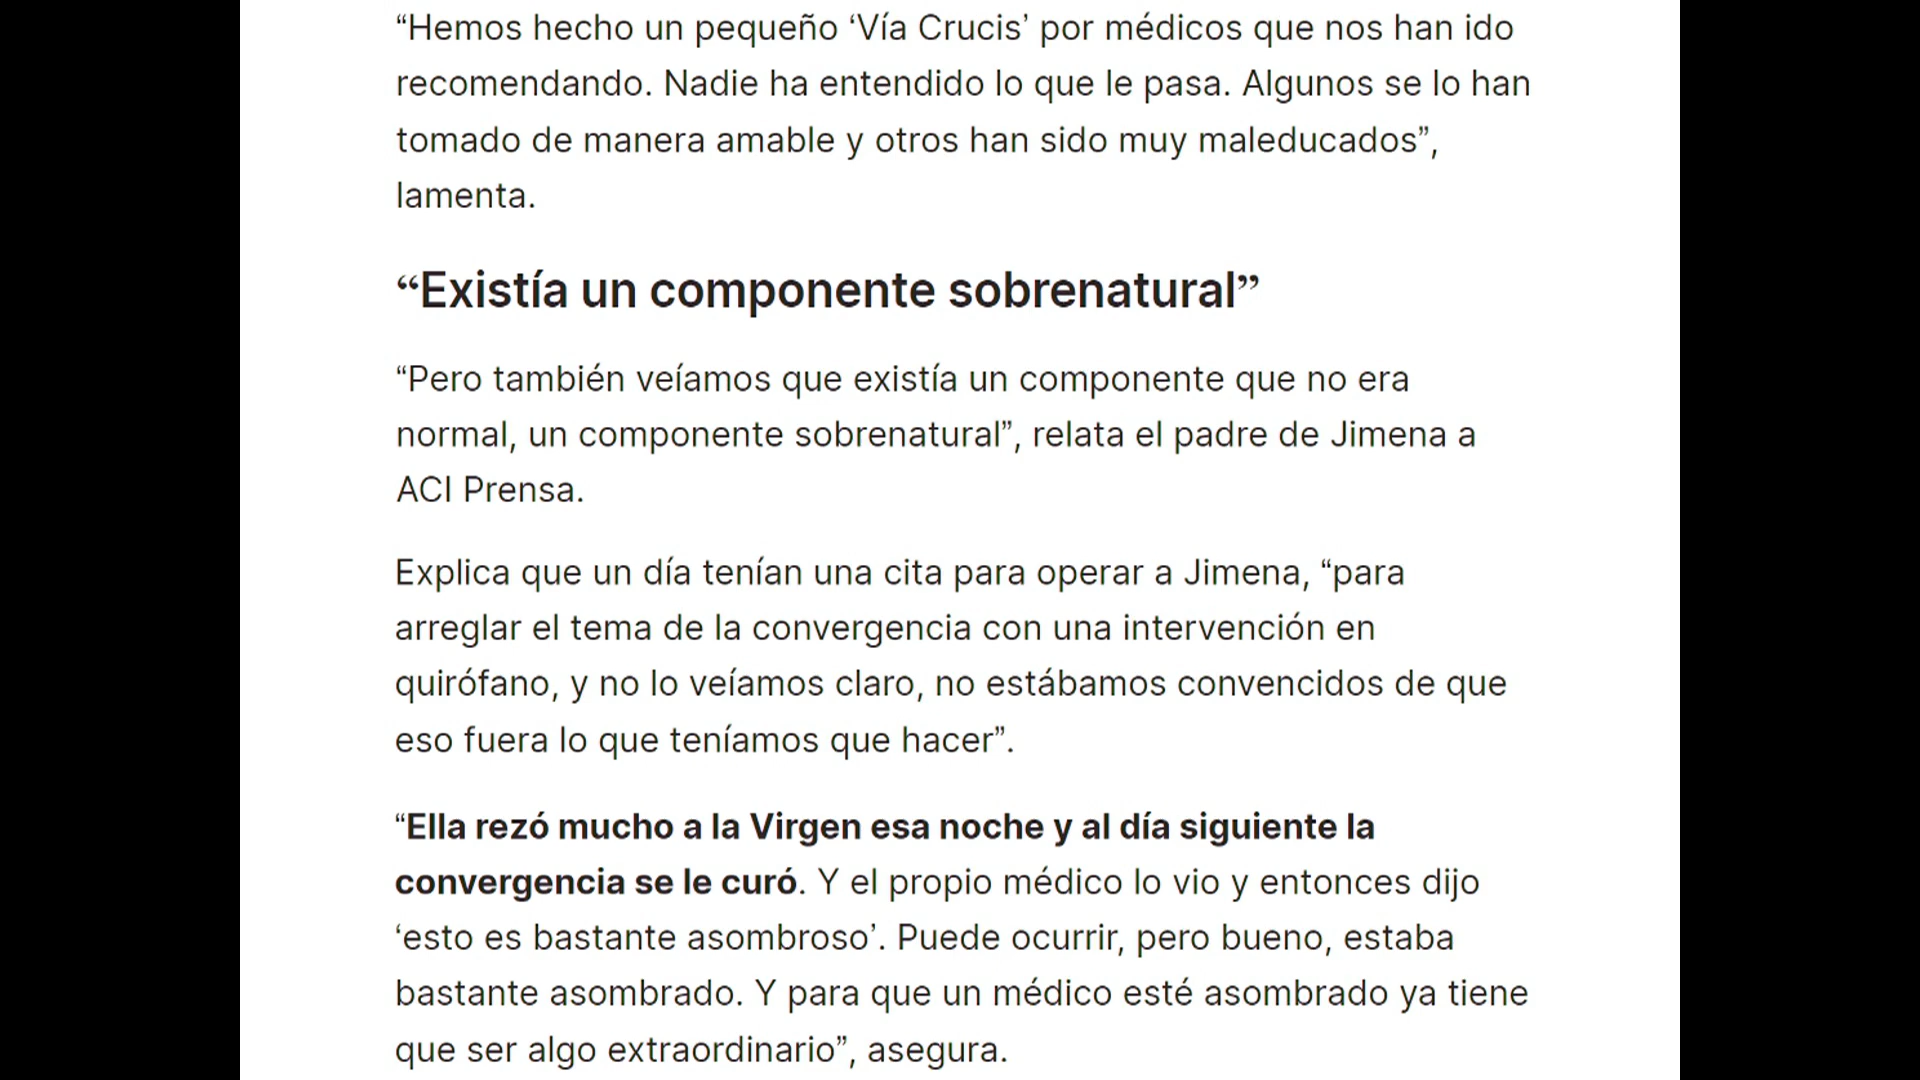 “Hemos hecho un pequeño ‘Vía Crucis’ por médicos que nos han ido
recomendando. Nadie ha entendido lo que le pasa. Algunos se lo han
tomado de manera amable y otros han sido muy maleducados”,
lamenta.
“Existía un componente sobrenatural”
“Pero también veíamos que existía un componente que no era
normal, un componente sobrenatural”, relata el padre de Jimena a
ACI Prensa.
Explica que un día tenían una cita para operar a Jimena, “para
arreglar el tema de la convergencia con una intervención en
quirófano, y no lo veíamos claro, no estábamos convencidos de que
eso fuera lo que teníamos que hacer”.
“Ella rezó mucho a la Virgen esa noche y al día siguiente la
convergencia se le curó. Y el propio médico lo vio y entonces dijo
‘esto es bastante asombroso’. Puede ocurrir, pero bueno, estaba
bastante asombrado. Y para que un médico esté asombrado ya tiene
que ser algo extraordinario”, asegura.